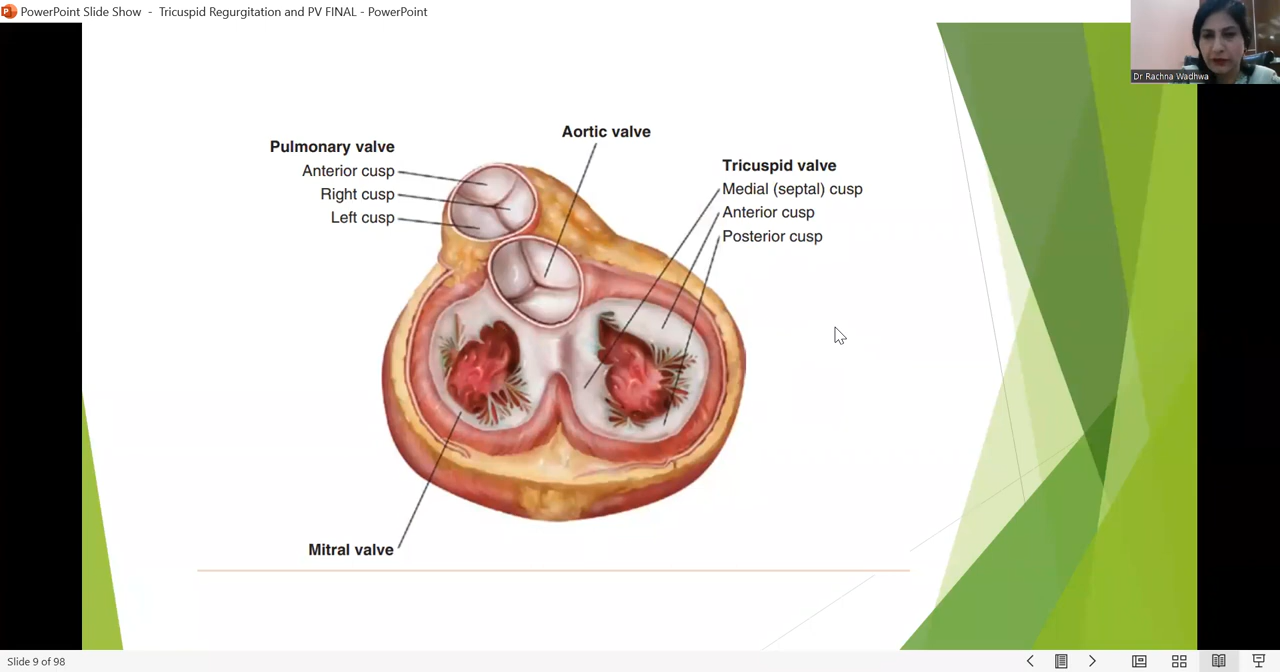 PowerPoint Slide Show - Tricuspid Regurgitation and PV FINAL - PowerPoint
Dr Rachna Wadhwa
Aortic valve
Pulmonary valve
Anterior cusp
Right cusp
Left cusp
Tricuspid valve
Medial (septal) cusp
Anterior cusp
Posterior cusp
Mitral valve
Slide 9 of 98